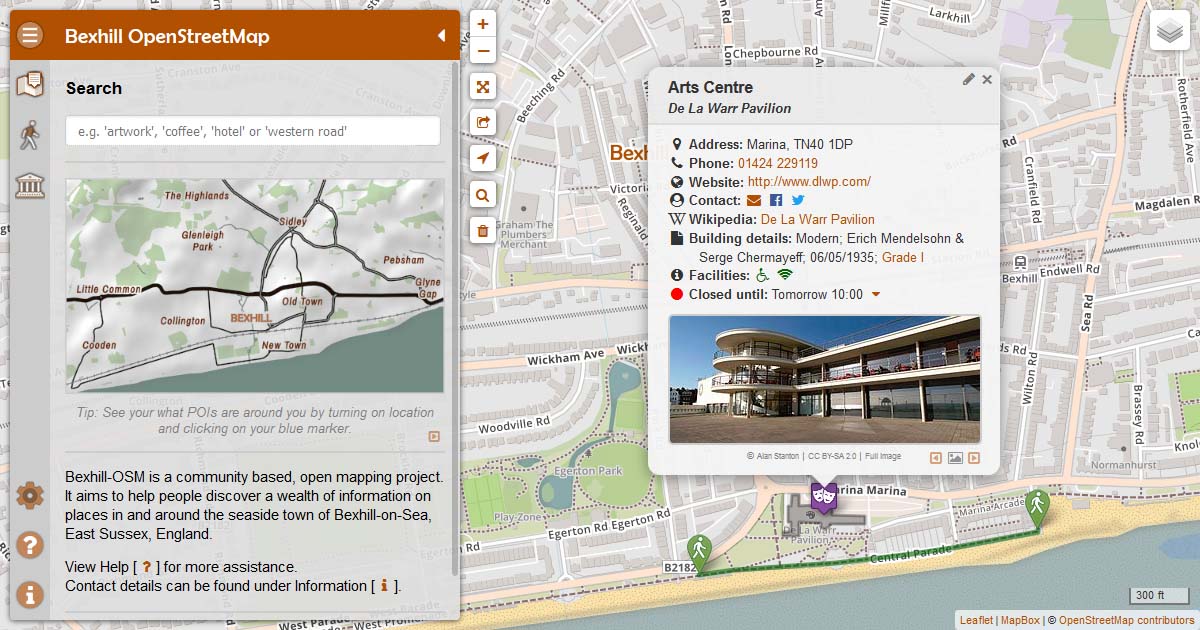 Bexhill OpenStreetMap
Search
e.g. 'artwork', 'coffee', 'hotel' or 'western road'
The Highlands
Sidley
Glenleigh
Park
Pebsham
Glyne
Gap
Little Common
Old Town
Collington
BEXHILL
Cooden
New Town
Tip: See your what POIs are around you by turning on location
and clicking on your blue marker.
Bexhill-OSM is a community based, open mapping project.
It aims to help people discover a wealth of information on
places in and around the seaside town of Bexhill-on-Sea,
East Sussex, England.
View Help [ ? ] for more assistance.
Contact details can be found under Information [ i ].
Arts Centre
De La Warr Pavilion
Address: Marina, TN40 1DP
Phone: 01424 229119
Website: http://www.dlwp.com/
Contact:
Wikipedia: De La Warr Pavilion
Building details: Modern; Erich Mendelsohn &
Serge Chermayeff; 06/05/1935; Grade I
Facilities:
Closed until: Tomorrow 10:00
© Alan Stanton | CC BY-SA 2.0 | Full Image
Larkhill
Chepbourne Rd
Beeching Rd
Cranston Ave
Rotherfield Ave
Cranfield Rd
Magdalen R
Graham The
Plumbers
Merchant
Bexhill
Endwell Rd
Sea Rd
Wickham Ave
Wilton Rd
Brassey Rd
Woodville Rd
Egerton Park
Normanhurst
Play-Zone
Egerton Rd
Egerton Rd
Marina
De La Warr
Pavilion
Marina Arcade
Central Parade
B2182
West Parade
300 ft
Leaflet | MapBox | © OpenStreetMap contributors